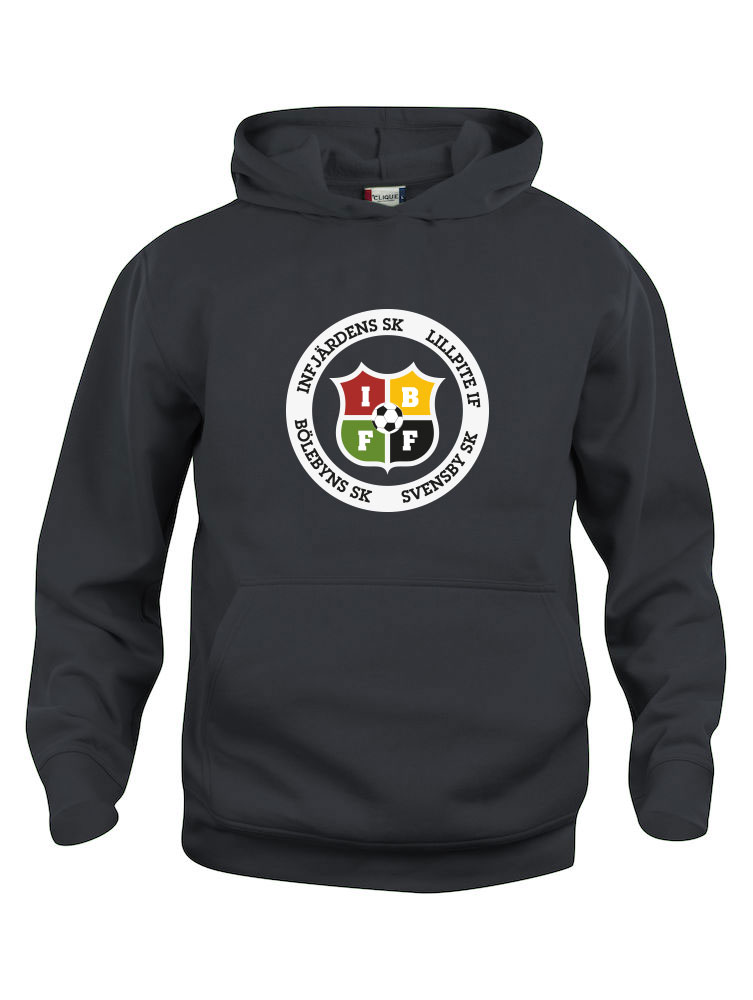 CLIQUE
INFJÄRDENS SK
LILLPITE IF
I B
F F
BÖLEBYNS SK
SVENSBY SK